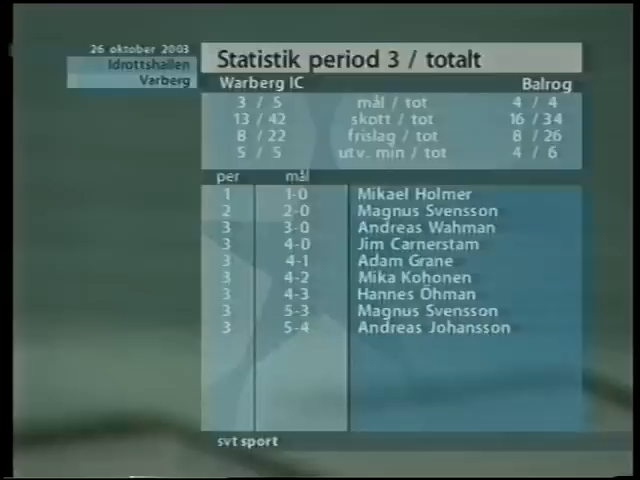 26 oktober 2003
Idrottshallen
Varberg
Statistik period 3 / totalt
Warberg IC Balrog
3 / 5 mål / tot 4 / 4
13 / 42 skott / tot 16 / 34
8 / 22 frislag / tot 8 / 26
5 / 5 utv. min / tot 4 / 6
per mål
1 1-0 Mikael Holmer
2 2-0 Magnus Svensson
3 3-0 Andreas Wahman
3 4-0 Jim Carnerstam
3 4-1 Adam Grane
3 4-2 Mika Kohonen
3 4-3 Hannes Öhman
3 5-3 Magnus Svensson
3 5-4 Andreas Johansson
svt sport